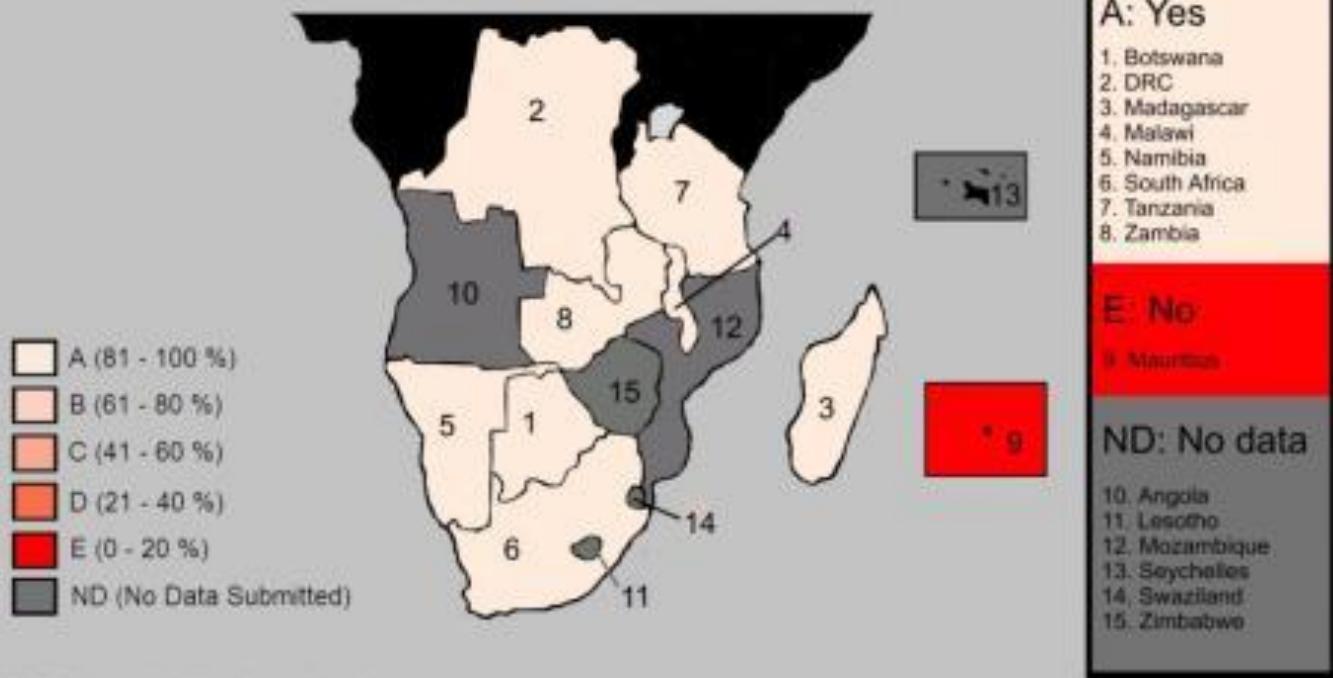 2
7
4
13
10
8
12
15
3
5
1
9
14
6
11
A (81 - 100 %)
B (61 - 80 %)
C (41 - 60 %)
D (21 - 40 %)
E (0 - 20 %)
ND (No Data Submitted)
A: Yes
1. Botswana
2. DRC
3. Madagascar
4. Malawi
5. Namibia
6. South Africa
7. Tanzania
8. Zambia
E: No
9. Mauritius
ND: No data
10. Angola
11. Lesotho
12. Mozambique
13. Seychelles
14. Swaziland
15. Zimbabwe